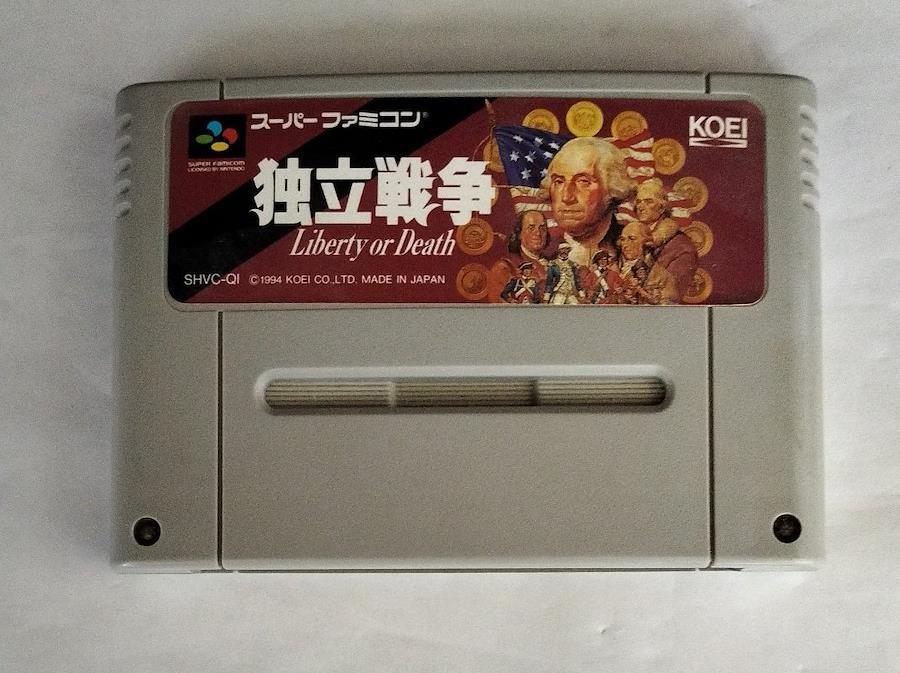 スーパーファミコン®
KOEI
SUPER FAMICOM
LICENSED BY NINTENDO
独立戦争
Liberty or Death
SHVC-QI ©1994 KOEI CO.,LTD. MADE IN JAPAN